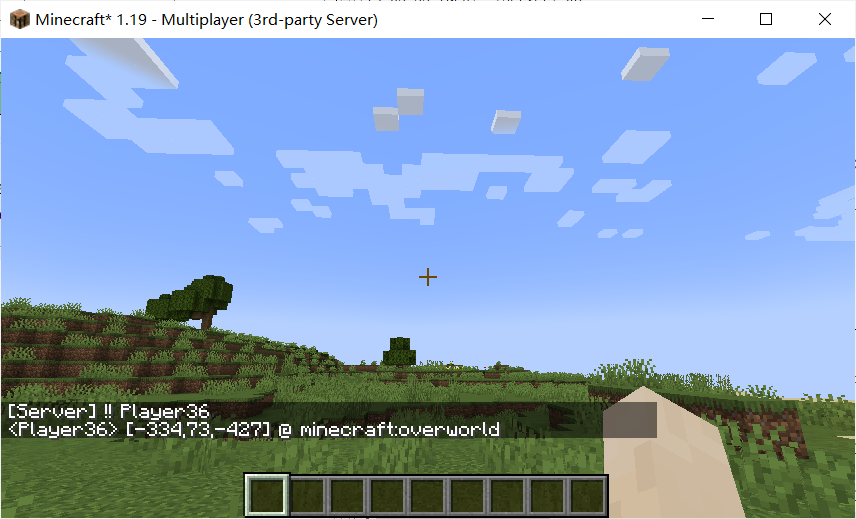 Minecraft* 1.19 - Multiplayer (3rd-party Server)
[Server] !! Player36
<Player36> [-334,73,-427] @ minecraft:overworld